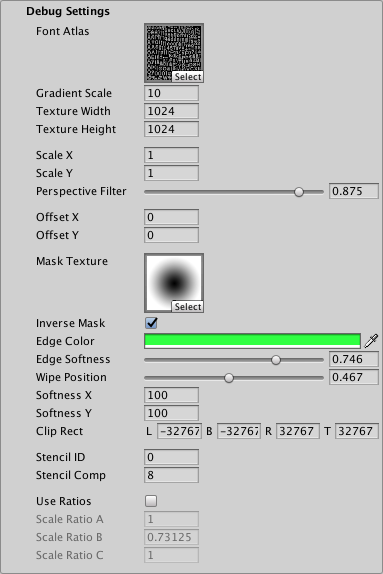 Debug Settings
Font Atlas
Select
Gradient Scale 10
Texture Width 1024
Texture Height 1024
Scale X 1
Scale Y 1
Perspective Filter 0.875
Offset X 0
Offset Y 0
Mask Texture
Select
Inverse Mask
Edge Color
Edge Softness 0.746
Wipe Position 0.467
Softness X 100
Softness Y 100
Clip Rect L -32767 B -32767 R 32767 T 32767
Stencil ID 0
Stencil Comp 8
Use Ratios
Scale Ratio A 1
Scale Ratio B 0.73125
Scale Ratio C 1